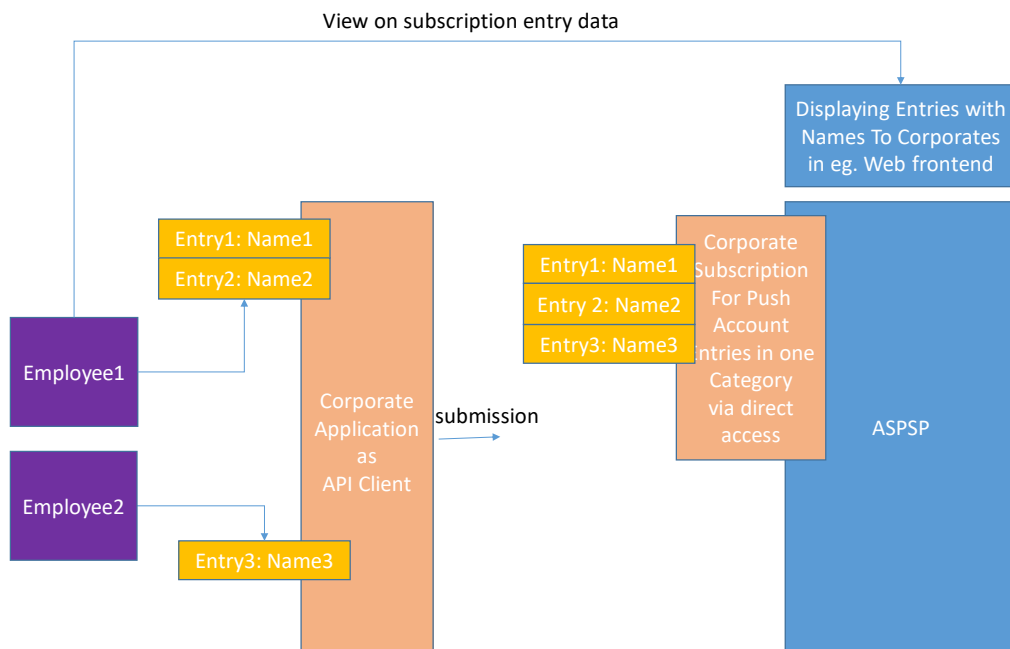 View on subscription entry data
Displaying Entries with
Names To Corporates
in eg. Web frontend
Entry1: Name1
Entry2: Name2
Employee1
Employee2
Entry3: Name3
Corporate
Application
as
API Client
submission
Entry1: Name1
Entry 2: Name2
Entry3: Name3
Corporate
Subscription
For Push
Account
Entries in one
Category
via direct
access
ASPSP